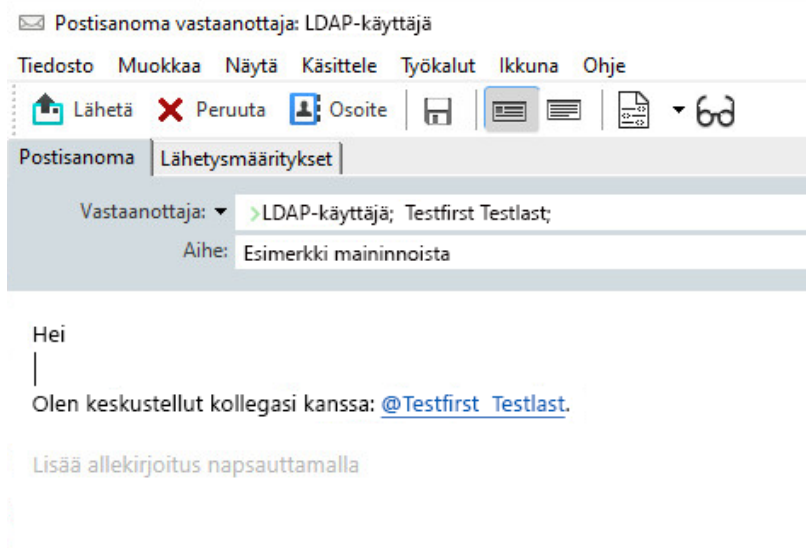 Postisanoma vastaanottaja: LDAP-käyttäjä
Tiedosto Muokkaa Näytä Käsittele Työkalut Ikkuna Ohje
Lähetä Peruuta Osoite
Postisanoma Lähetysmääritykset
Vastaanottaja: >LDAP-käyttäjä; Testfirst Testlast;
Aihe: Esimerkki maininnoista
Hei
Olen keskustellut kollegasi kanssa: @Testfirst Testlast.
Lisää allekirjoitus napsauttamalla